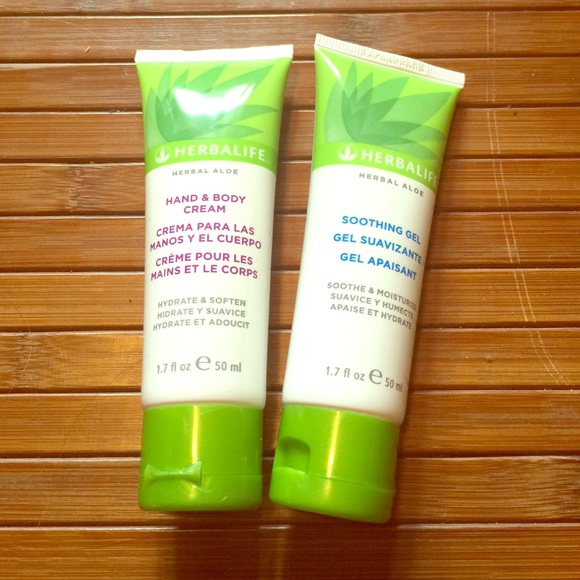 HERBALIFE
HERBAL ALOE
HAND & BODY
CREAM
CREMA PARA LAS
MANOS Y EL CUERPO
CRÈME POUR LES
MAINS ET LE CORPS
HYDRATE & SOFTEN
HIDRATE Y SUAVICE
HYDRATE ET ADOUCIT
1.7 fl oz e 50 ml
HERBALIFE
HERBAL ALOE
SOOTHING GEL
GEL SUAVIZANTE
GEL APAISANT
SOOTHE & MOISTURIZE
SUAVICE Y HUMECTE
APAISE ET HYDRATE
1.7 fl oz e 50 ml